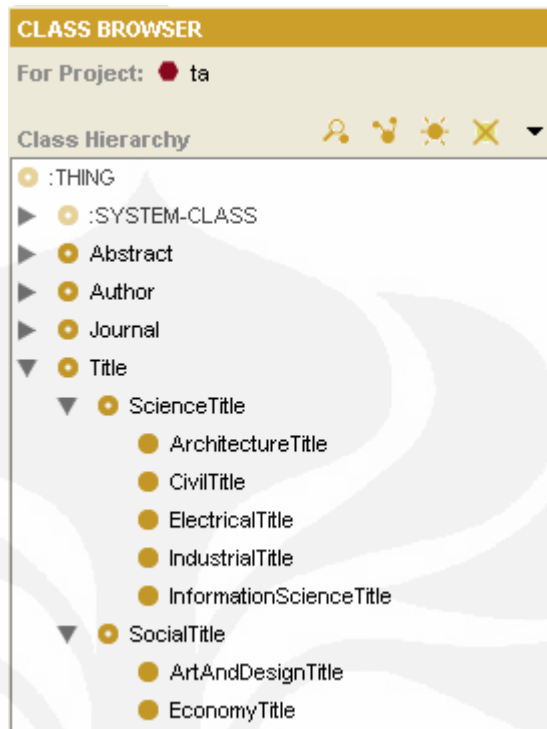 CLASS BROWSER
For Project: ta
Class Hierarchy
:THING
:SYSTEM-CLASS
Abstract
Author
Journal
Title
ScienceTitle
ArchitectureTitle
CivilTitle
ElectricalTitle
IndustrialTitle
InformationScienceTitle
SocialTitle
ArtAndDesignTitle
EconomyTitle